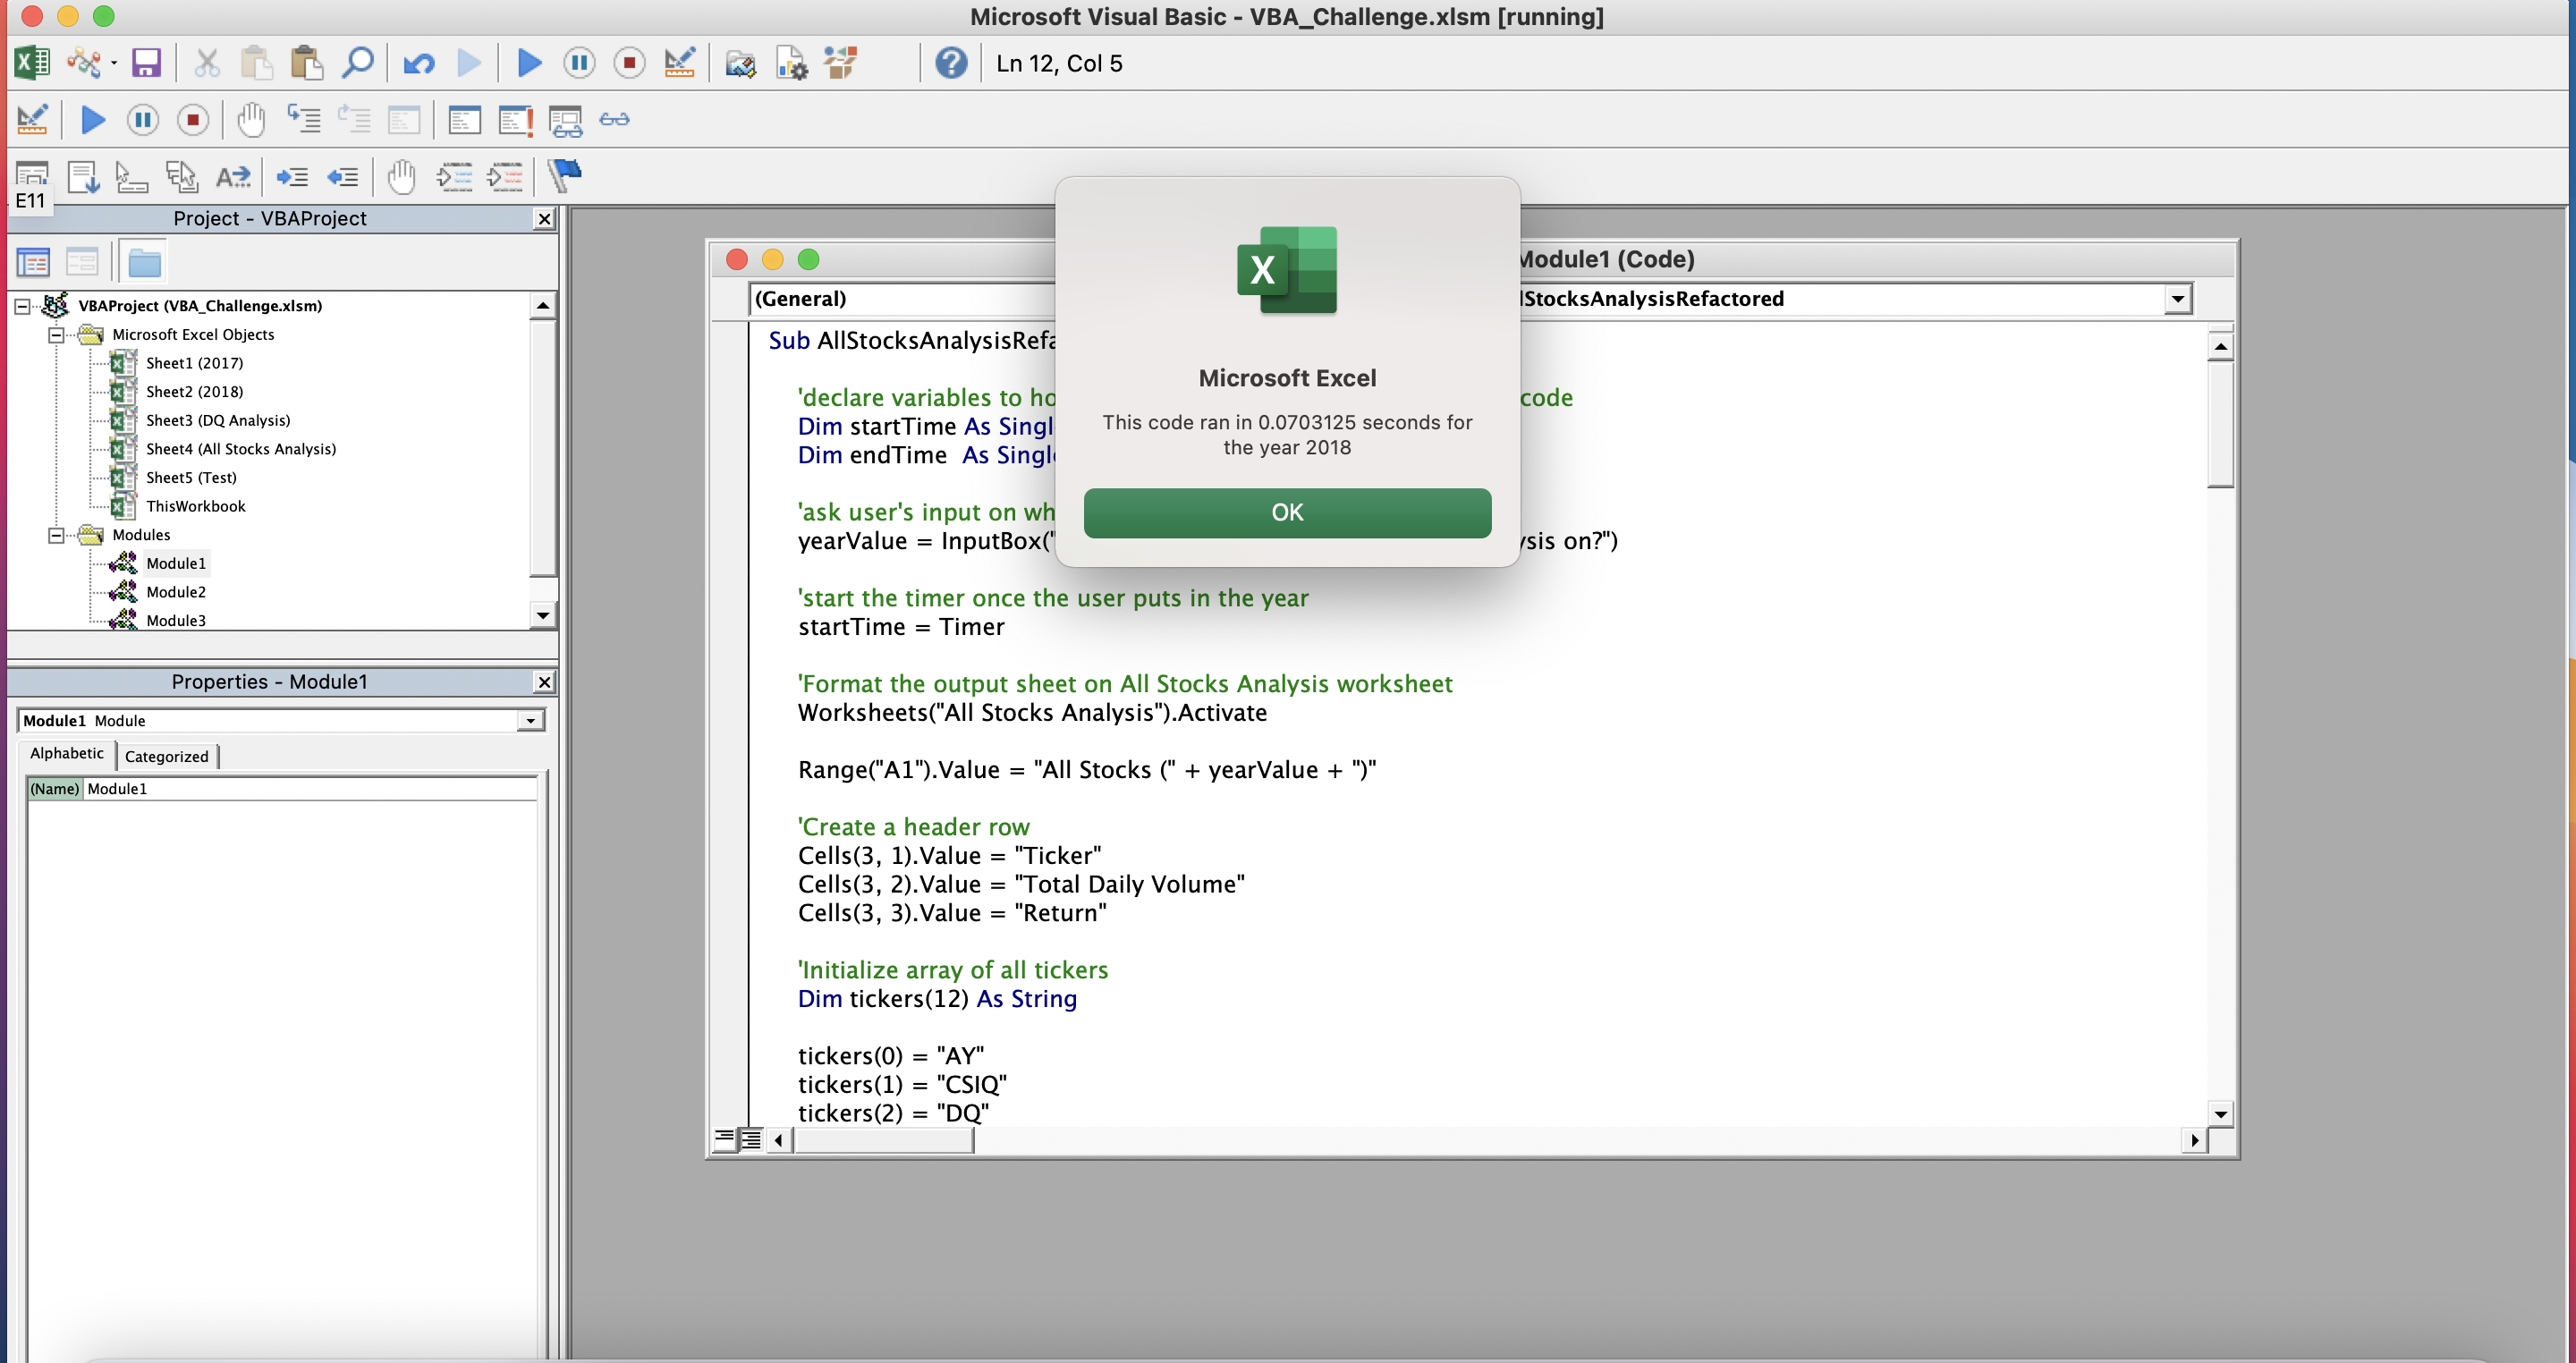 Microsoft Visual Basic - VBA_Challenge.xlsm [running]
Ln 12, Col 5
E11
Project - VBAProject
VBAProject (VBA_Challenge.xlsm)
Microsoft Excel Objects
Sheet1 (2017)
Sheet2 (2018)
Sheet3 (DQ Analysis)
Sheet4 (All Stocks Analysis)
Sheet5 (Test)
ThisWorkbook
Modules
Module1
Module2
Module3
Properties - Module1
Module1 Module
Alphabetic
Categorized
(Name) Module1
Module1 (Code)
(General)
lStocksAnalysisRefactored
Sub AllStocksAnalysisRefa
'declare variables to ho
code
Dim startTime As Singl
Dim endTime As Single
'ask user's input on wh
yearValue = InputBox("
ysis on?")
'start the timer once the user puts in the year
startTime = Timer
'Format the output sheet on All Stocks Analysis worksheet
Worksheets("All Stocks Analysis").Activate
Range("A1").Value = "All Stocks (" + yearValue + ")"
'Create a header row
Cells(3, 1).Value = "Ticker"
Cells(3, 2).Value = "Total Daily Volume"
Cells(3, 3).Value = "Return"
'Initialize array of all tickers
Dim tickers(12) As String
tickers(0) = "AY"
tickers(1) = "CSIQ"
tickers(2) = "DQ"
X
Microsoft Excel
This code ran in 0.0703125 seconds for
the year 2018
OK